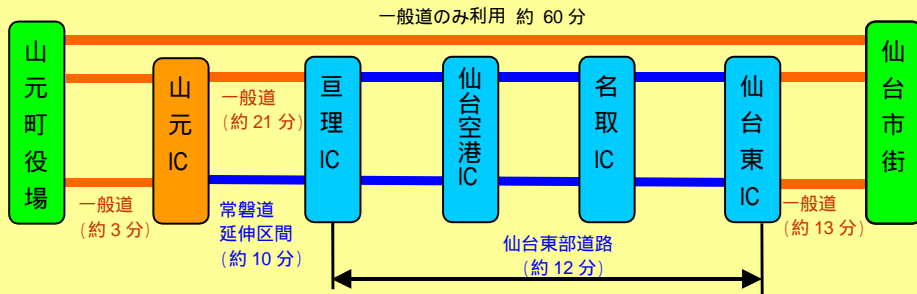 一般道のみ利用 約 60 分
山元町役場
山元IC
亘理IC
仙台空港IC
名取IC
仙台東IC
仙台市街
一般道
(約 21 分)
一般道
(約 3 分)
常磐道
延伸区間
(約 10 分)
仙台東部道路
(約 12 分)
一般道
(約 13 分)